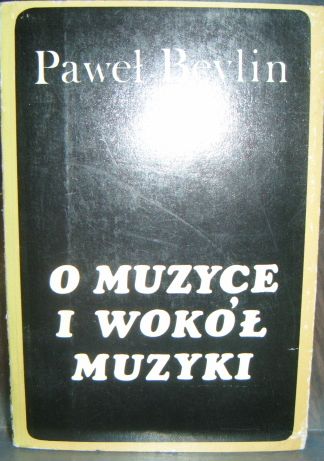 Paweł Beylin
O MUZYCE
I WOKÓŁ
MUZYKI